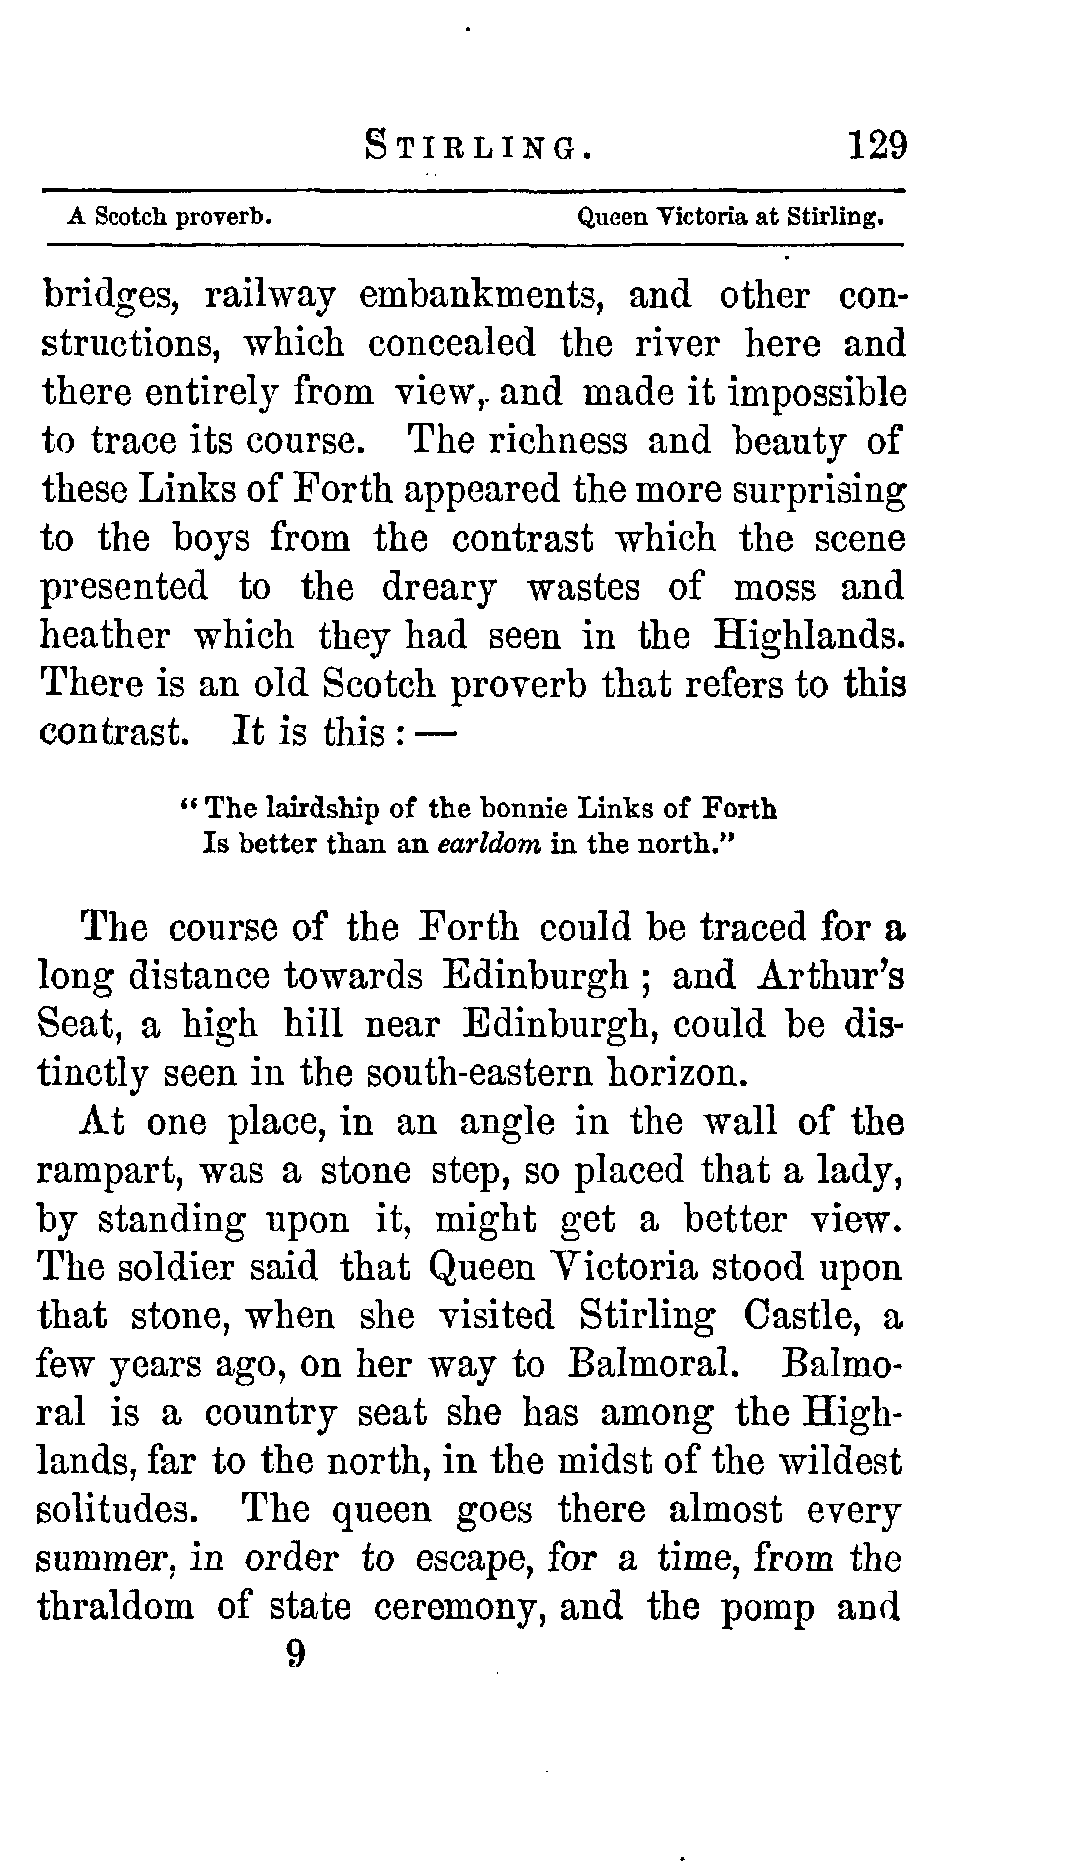 STIRLING. 129
A Scotch proverb. Queen Victoria at Stirling.
bridges, railway embankments, and other con-
structions, which concealed the river here and
there entirely from view, and made it impossible
to trace its course. The richness and beauty of
these Links of Forth appeared the more surprising
to the boys from the contrast which the scene
presented to the dreary wastes of moss and
heather which they had seen in the Highlands.
There is an old Scotch proverb that refers to this
contrast. It is this : —
“ The lairdship of the bonnie Links of Forth
Is better than an earldom in the north.”
The course of the Forth could be traced for a
long distance towards Edinburgh ; and Arthur’s
Seat, a high hill near Edinburgh, could be dis-
tinctly seen in the south-eastern horizon.
At one place, in an angle in the wall of the
rampart, was a stone step, so placed that a lady,
by standing upon it, might get a better view.
The soldier said that Queen Victoria stood upon
that stone, when she visited Stirling Castle, a
few years ago, on her way to Balmoral. Balmo-
ral is a country seat she has among the High-
lands, far to the north, in the midst of the wildest
solitudes. The queen goes there almost every
summer, in order to escape, for a time, from the
thraldom of state ceremony, and the pomp and
9